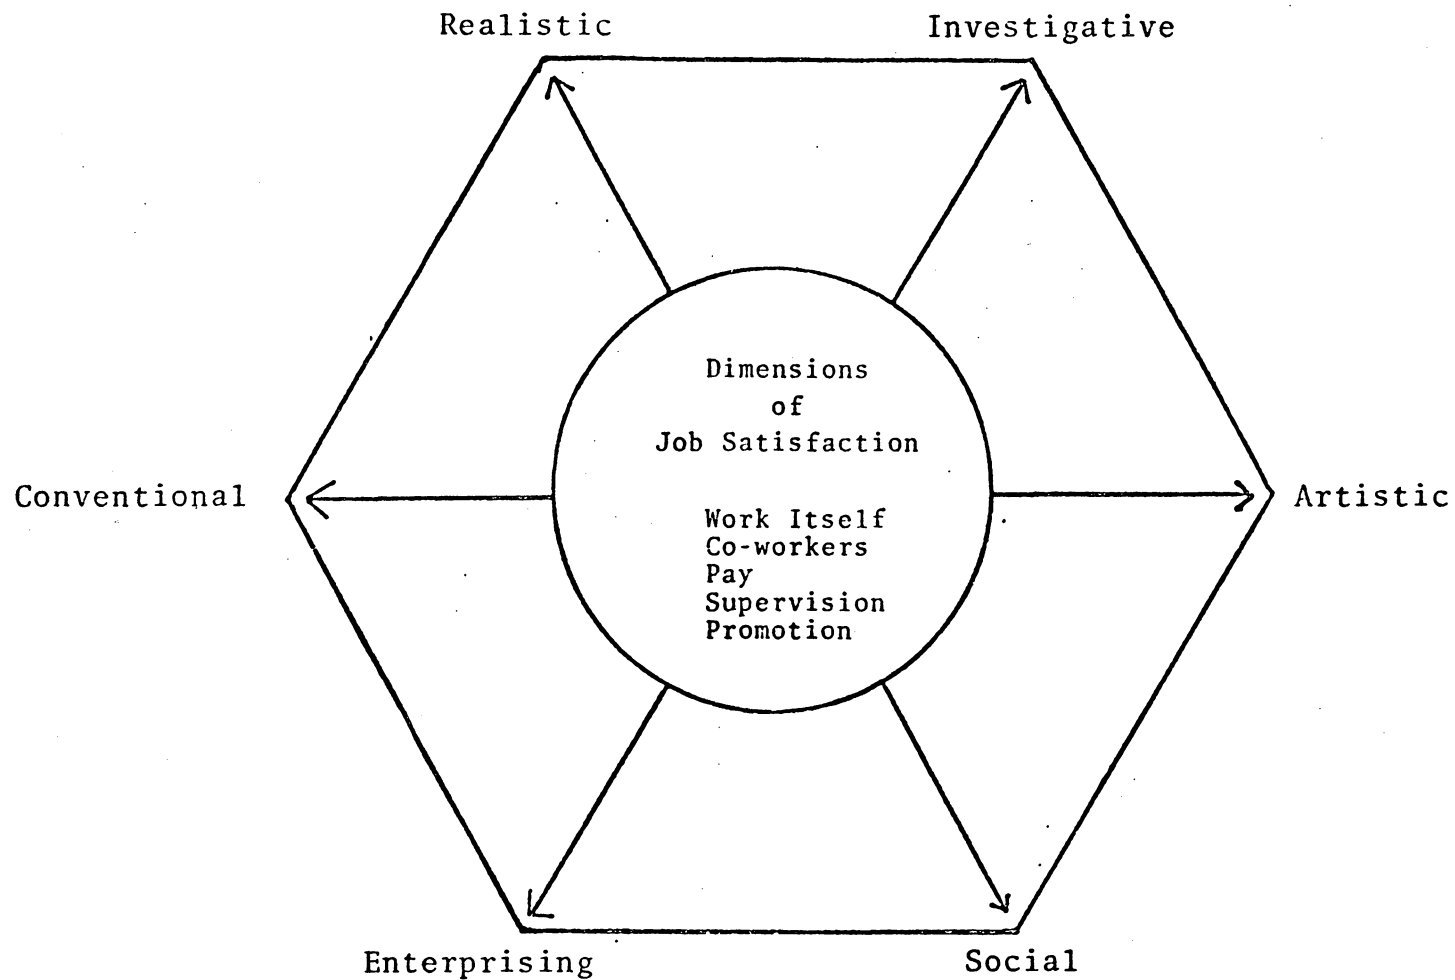 Realistic
Investigative
Dimensions
of
Job Satisfaction
Work Itself
Co-workers
Pay
Supervision
Promotion
Conventional
Artistic
Enterprising
Social